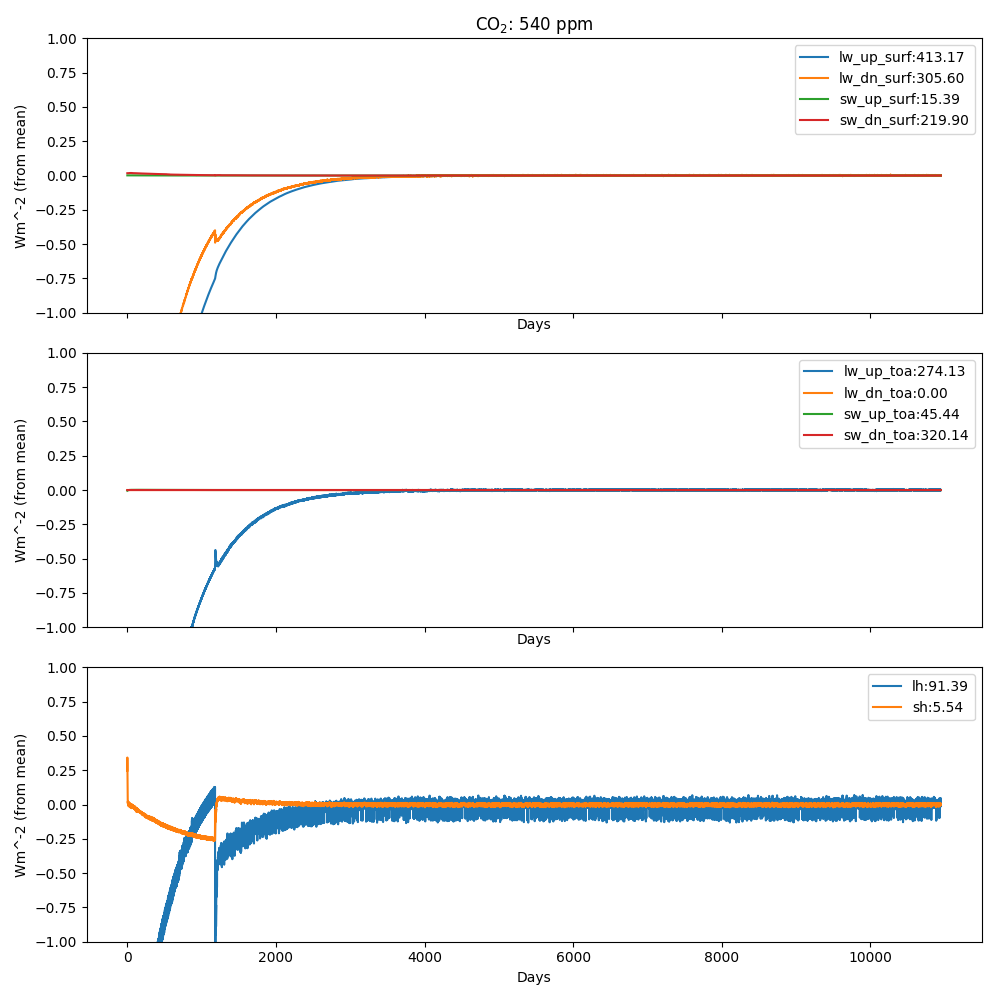 CO₂: 540 ppm
1.00
0.75
0.50
0.25
0.00
−0.25
−0.50
−0.75
−1.00
Wm^-2 (from mean)
lw_up_surf:413.17
lw_dn_surf:305.60
sw_up_surf:15.39
sw_dn_surf:219.90
Days
1.00
0.75
0.50
0.25
0.00
−0.25
−0.50
−0.75
−1.00
Wm^-2 (from mean)
lw_up_toa:274.13
lw_dn_toa:0.00
sw_up_toa:45.44
sw_dn_toa:320.14
Days
1.00
0.75
0.50
0.25
0.00
−0.25
−0.50
−0.75
−1.00
Wm^-2 (from mean)
lh:91.39
sh:5.54
0 2000 4000 6000 8000 10000
Days